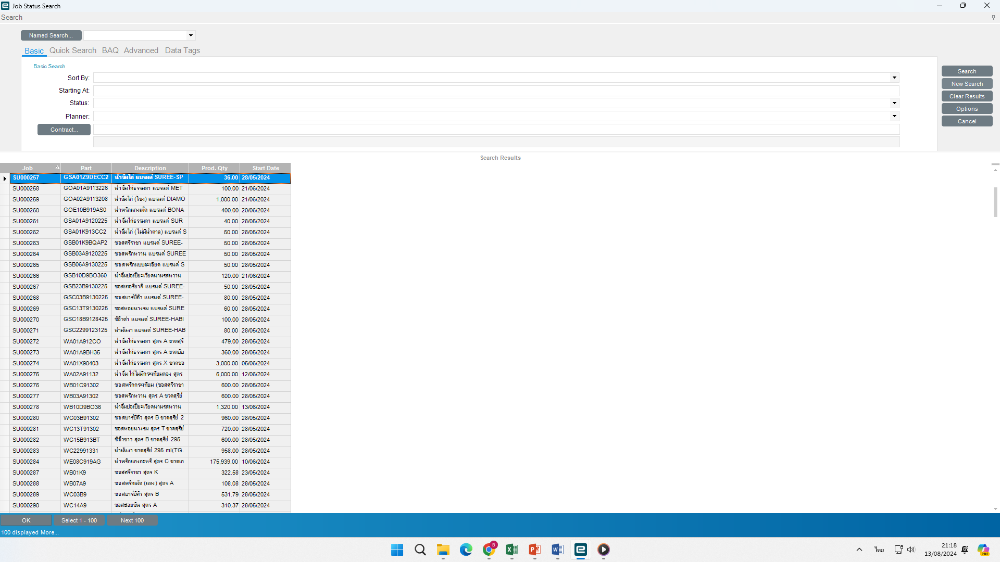 Job Status Search
Search
Named Search...
Basic Quick Search BAQ Advanced Data Tags
Basic Search
Sort By:
Starting At:
Status:
Planner:
Contract...
Search
New Search
Clear Results
Options
Cancel
Search Results
Job Part Description Prod. Qty Start Date
SU000257 GSA01Z9DECC2 น้ำจิ้มไก่ แบรนด์ SUREE-SP 36.00 28/05/2024
SU000258 GOA01A9113226 น้ำจิ้มไก่ธรรมดา แบรนด์ MET 100.00 21/06/2024
SU000259 GOA02A9113208 น้ำจิ้มไก่ (โขง) แบรนด์ DIAMO 1,000.00 21/06/2024
SU000260 GOE10B919AS0 น้ำพริกแกงเผ็ด แบรนด์ BONA 400.00 20/06/2024
SU000261 GSA01A9120225 น้ำจิ้มไก่ธรรมดา แบรนด์ SUR 40.00 28/05/2024
SU000262 GSA01K913CC2 น้ำจิ้มไก่ (ไม่มีน้ำตาล) แบรนด์ S 50.00 28/05/2024
SU000263 GSB01K9BQAP2 ซอสศรีราชา แบรนด์ SUREE- 50.00 28/05/2024
SU000264 GSB03A9120225 ซอสพริกหวาน แบรนด์ SUREE 50.00 28/05/2024
SU000265 GSB06A9130225 ซอสพริกแบบละเอียด แบรนด์ S 50.00 28/05/2024
SU000266 GSB10D9BO360 น้ำจิ้มปอเปี๊ยะเวียดนามรสหวาน 120.00 21/06/2024
SU000267 GSB23B9130225 ซอสเทอริยากิ แบรนด์ SUREE- 50.00 28/05/2024
SU000268 GSC03B9130225 ซอสบาร์บีคิว แบรนด์ SUREE- 80.00 28/05/2024
SU000269 GSC13T9130225 ซอสหอยนางรม แบรนด์ SURE 60.00 28/05/2024
SU000270 GSC18B9128425 ซีอิ๊วดำ แบรนด์ SUREE-HABI 100.00 28/05/2024
SU000271 GSC2299123125 น้ำมันงา แบรนด์ SUREE-HAB 80.00 28/05/2024
SU000272 WA01A912CO น้ำจิ้มไก่ธรรมดา สูตร A ขวดสุรี 479.00 28/05/2024
SU000273 WA01A9BH35 น้ำจิ้มไก่ธรรมดา สูตร A ขวดบีบ 360.00 28/05/2024
SU000274 WA01X90403 น้ำจิ้มไก่ธรรมดา สูตร X ขวดซอ 3,000.00 05/06/2024
SU000275 WA02A91132 น้ำจิ้มไก่ไม่มีกระเทียมดอง สูตร 6,000.00 12/06/2024
SU000276 WB01C91302 ซอสพริกกระเทียม (ซอสศรีราชา 600.00 28/05/2024
SU000277 WB03A91302 ซอสพริกหวาน สูตร A ขวดสุรีย์ 600.00 28/05/2024
SU000278 WB10D9BO36 น้ำจิ้มปอเปี๊ยะเวียดนามรสหวาน 1,320.00 13/06/2024
SU000280 WC03B91302 ซอสบาร์บีคิว สูตร B ขวดสุรีย์ 2 960.00 28/05/2024
SU000281 WC13T91302 ซอสหอยนางรม สูตร T ขวดสุรีย์ 720.00 28/05/2024
SU000282 WC15B913BT ซีอิ๊วขาว สูตร B ขวดสุรีย์ 295 600.00 28/05/2024
SU000283 WC22991331 น้ำมันงา ขวดสุรีย์ 295 ml(TG. 958.00 28/05/2024
SU000284 WE08C919AG น้ำพริกแกงกะหรี่ สูตร C ขวดเก 175,939.00 10/06/2024
SU000287 WB01K9 ซอสศรีราชา สูตร K 322.58 23/05/2024
SU000288 WB07A9 ซอสพริกเผ็ด (แดง) สูตร A 108.08 28/05/2024
SU000289 WC03B9 ซอสบาร์บีคิว สูตร B 531.79 28/05/2024
SU000290 WC14A9 ซอสฮอยซิน สูตร A 310.37 28/05/2024
OK Select 1 - 100 Next 100
100 displayed More...
ไทย
21:18
13/08/2024